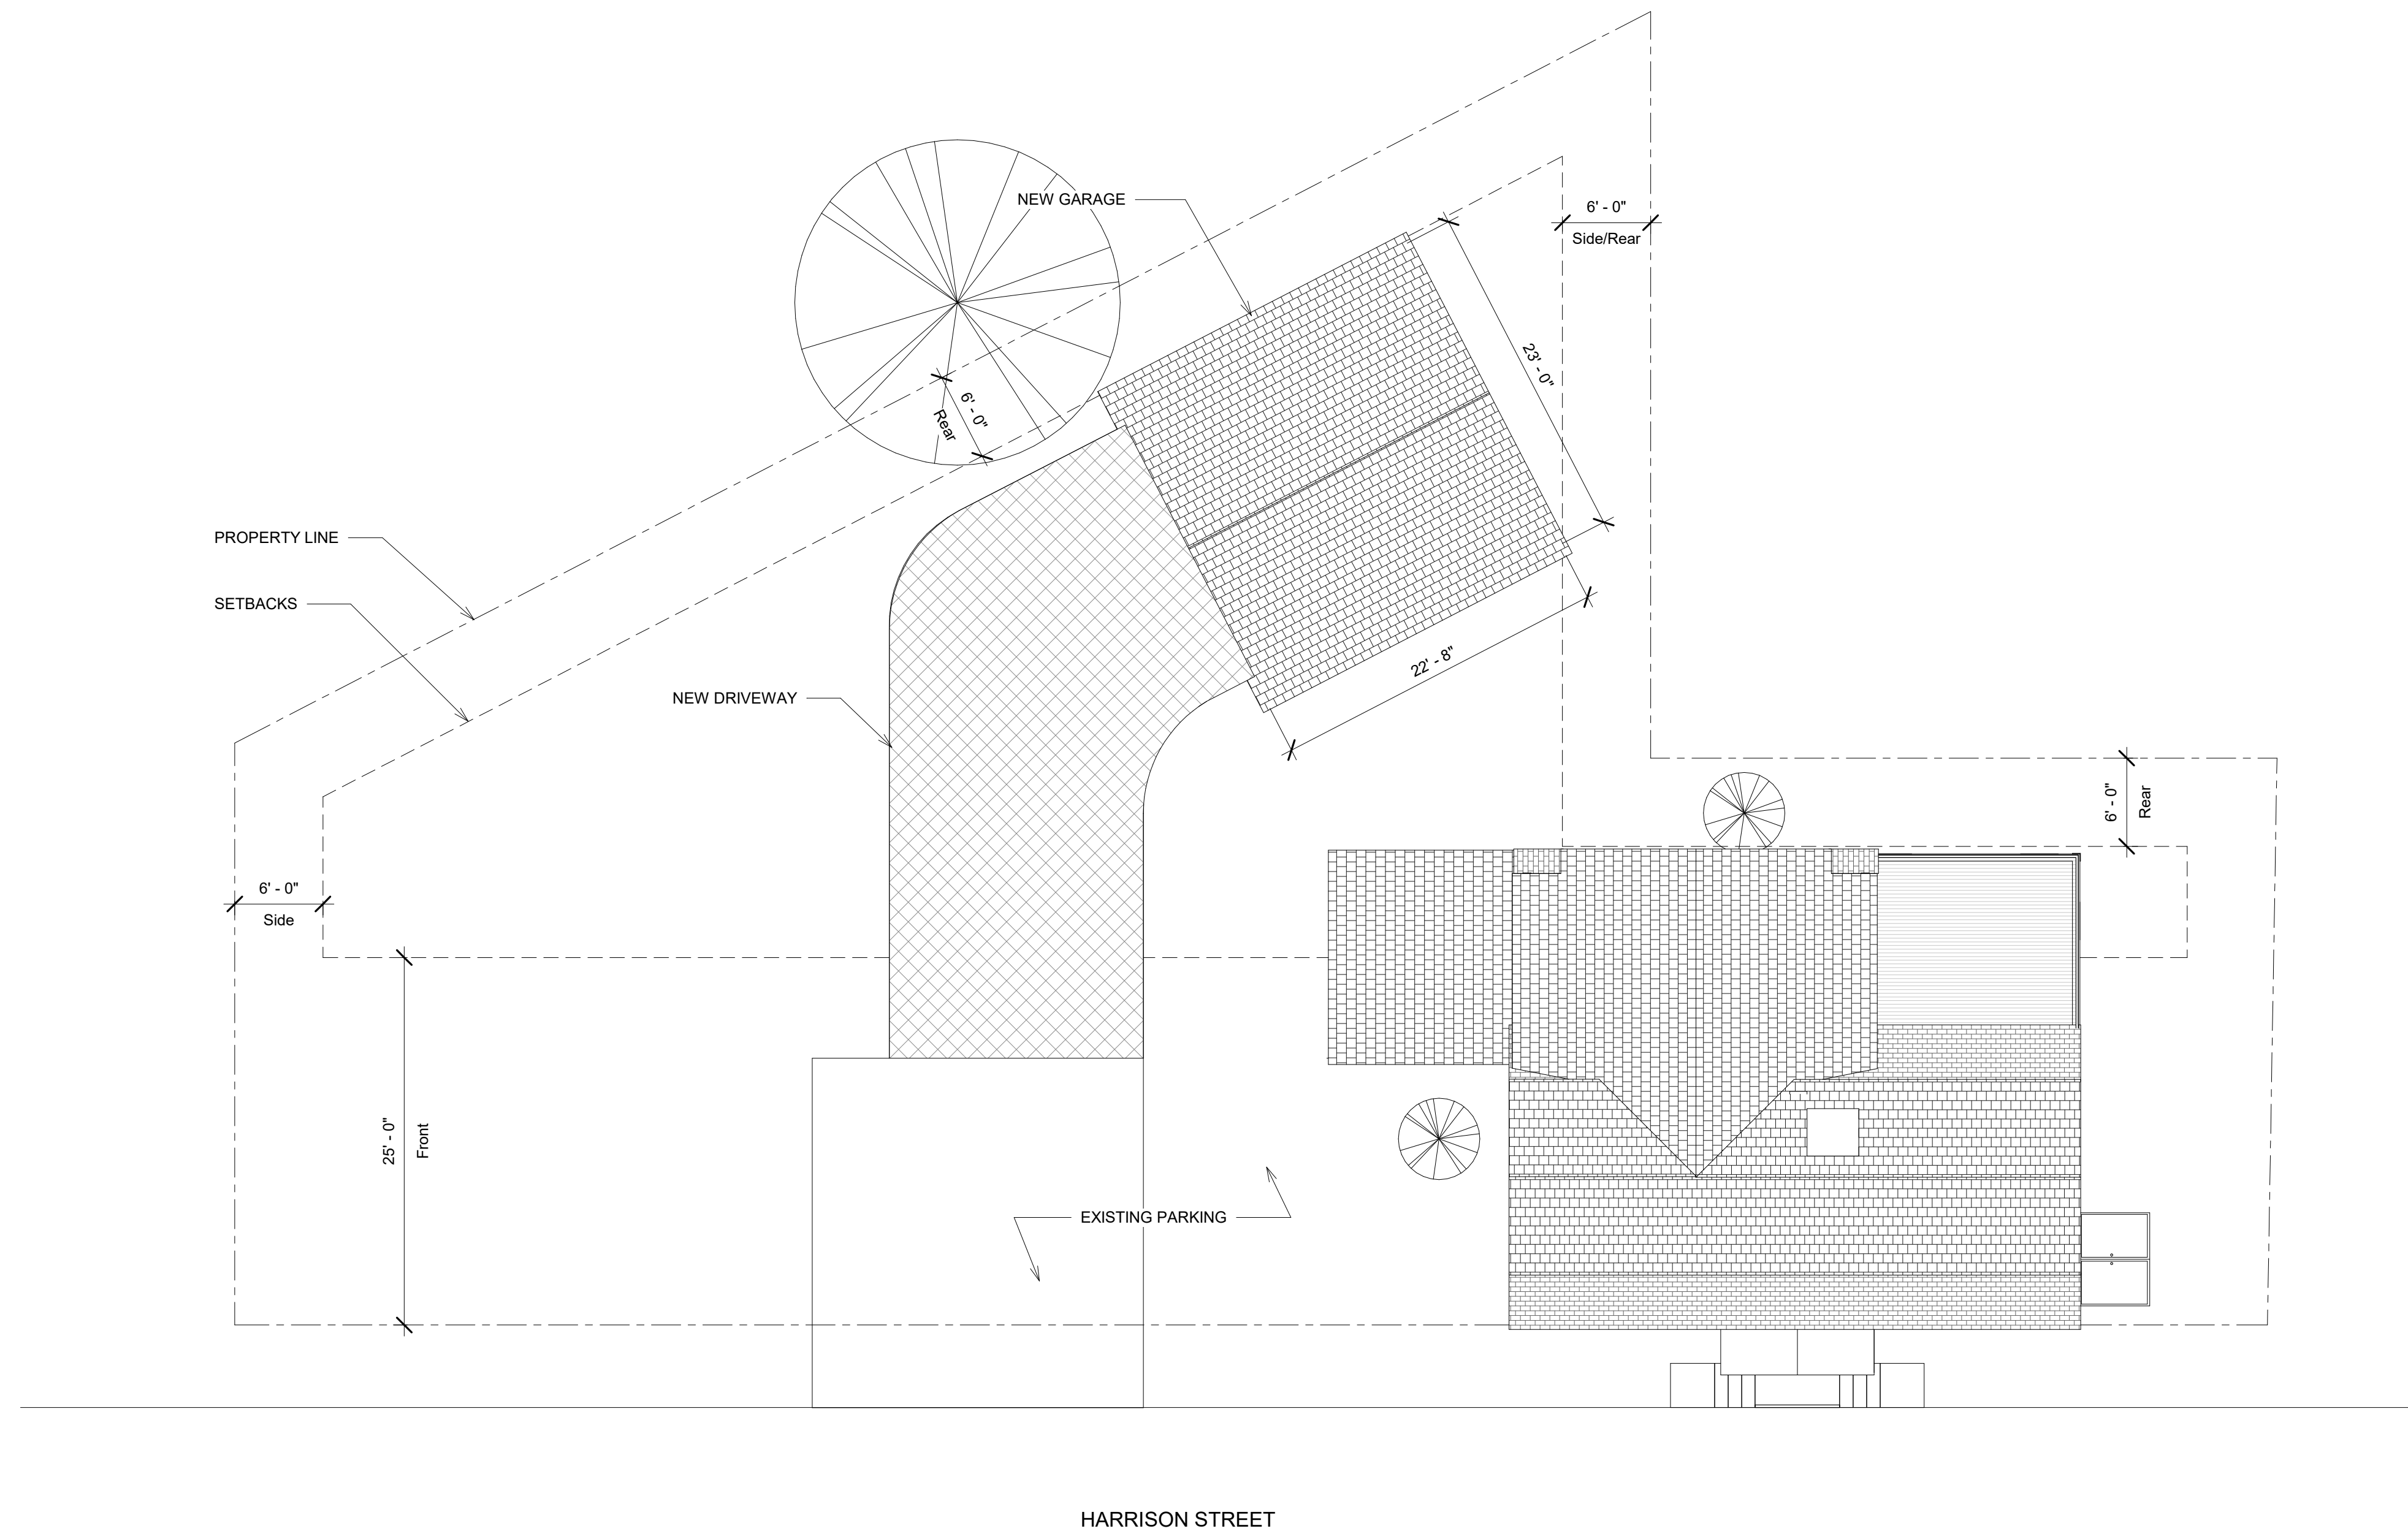 NEW GARAGE
6' - 0"
Side/Rear
23' - 0"
6' - 0"
Rear
PROPERTY LINE
SETBACKS
22' - 8"
NEW DRIVEWAY
6' - 0"
Rear
6' - 0"
Side
25' - 0"
Front
EXISTING PARKING
HARRISON STREET